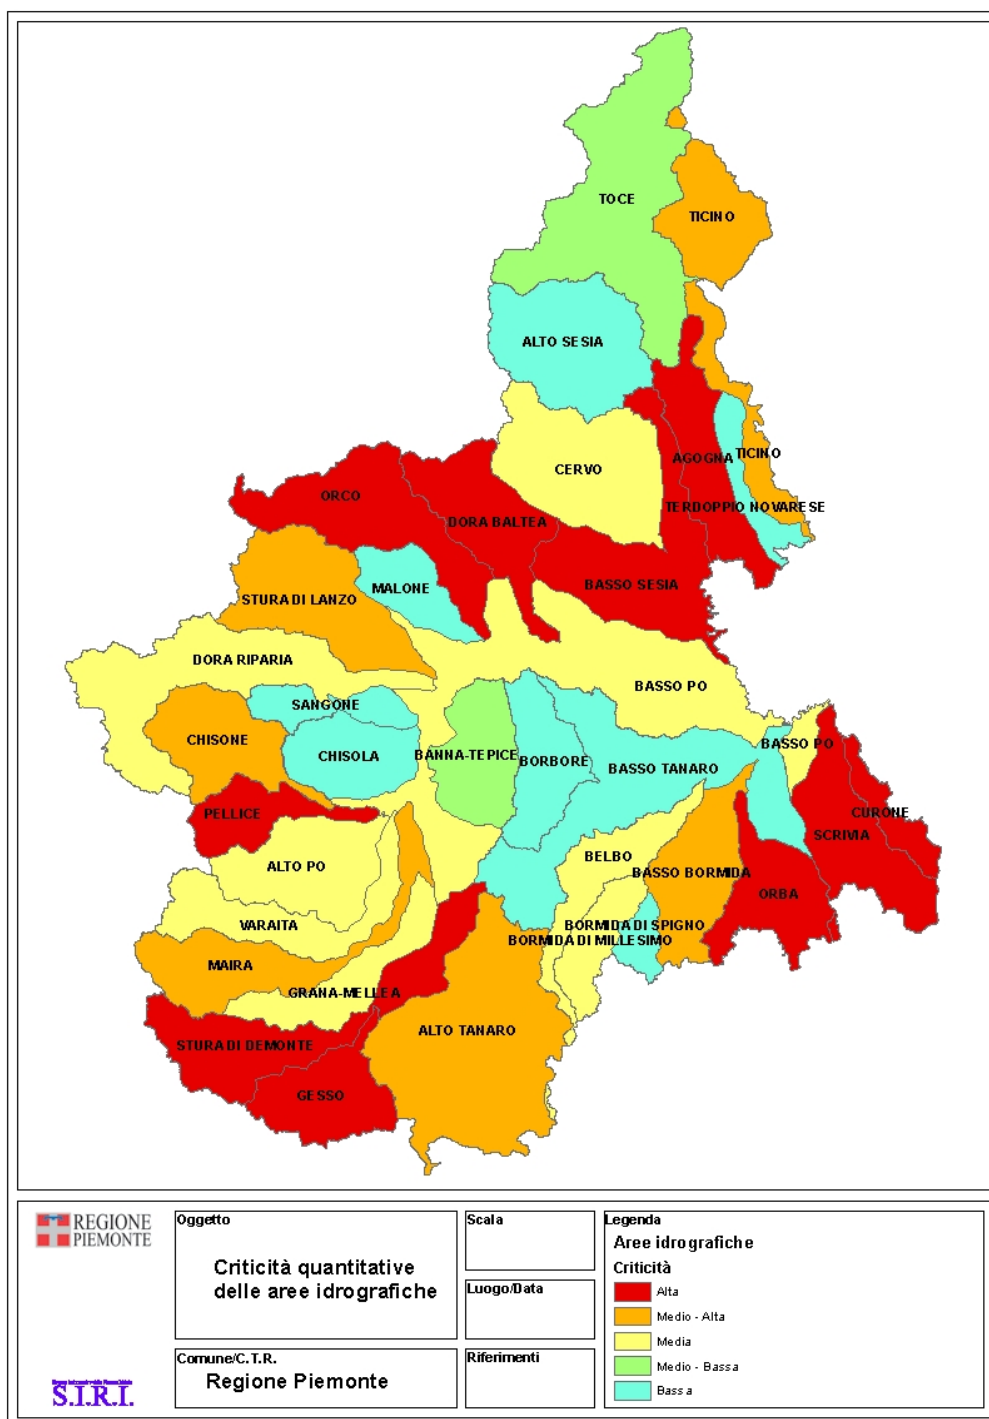 TOCE
TICINO
ALTO SESIA
CERVO
AGOGNA
TICINO
ORCO
DORA BALTEA
TERDOPPIO NOVARESE
STURA DI LANZO
MALONE
BASSO SESIA
DORA RIPARIA
BASSO PO
SANGONE
CHISONE
CHISOLA
BANNA-TEPICE
BORBORE
BASSO TANARO
BASSO PO
PELLICE
CURONE
SCRIVIA
ALTO PO
BELBO
BASSO BORMIDA
ORBA
VARAITA
BORMIDA DI SPIGNO
BORMIDA DI MILLESIMO
MAIRA
GRANA-MELLEA
ALTO TANARO
STURA DI DEMONTE
GESSO
REGIONE
PIEMONTE
Oggetto
Criticità quantitative
delle aree idrografiche
Comune/C.T.R.
Regione Piemonte
Scala
Luogo/Data
Riferimenti
Legenda
Aree idrografiche
Criticità
Alta
Medio - Alta
Media
Medio - Bassa
Bassa
S.I.R.I.